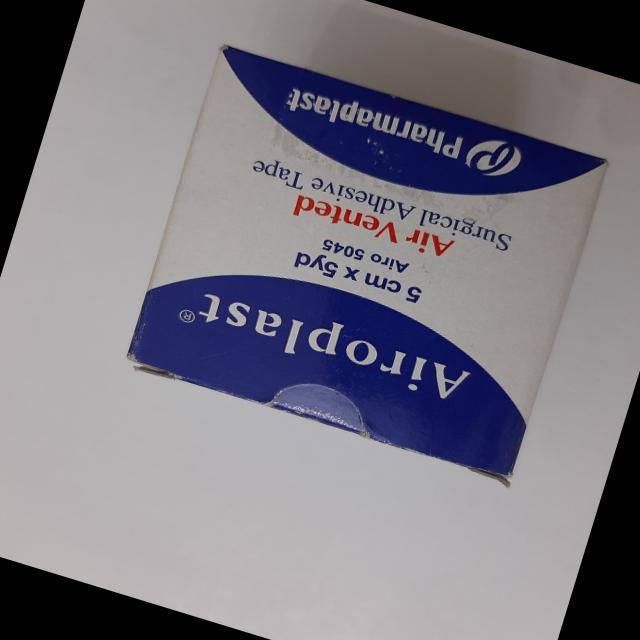 Airoplast®
5 cm x 5yd
Airo 5045
Air Vented
Surgical Adhesive Tape
Pharmaplast